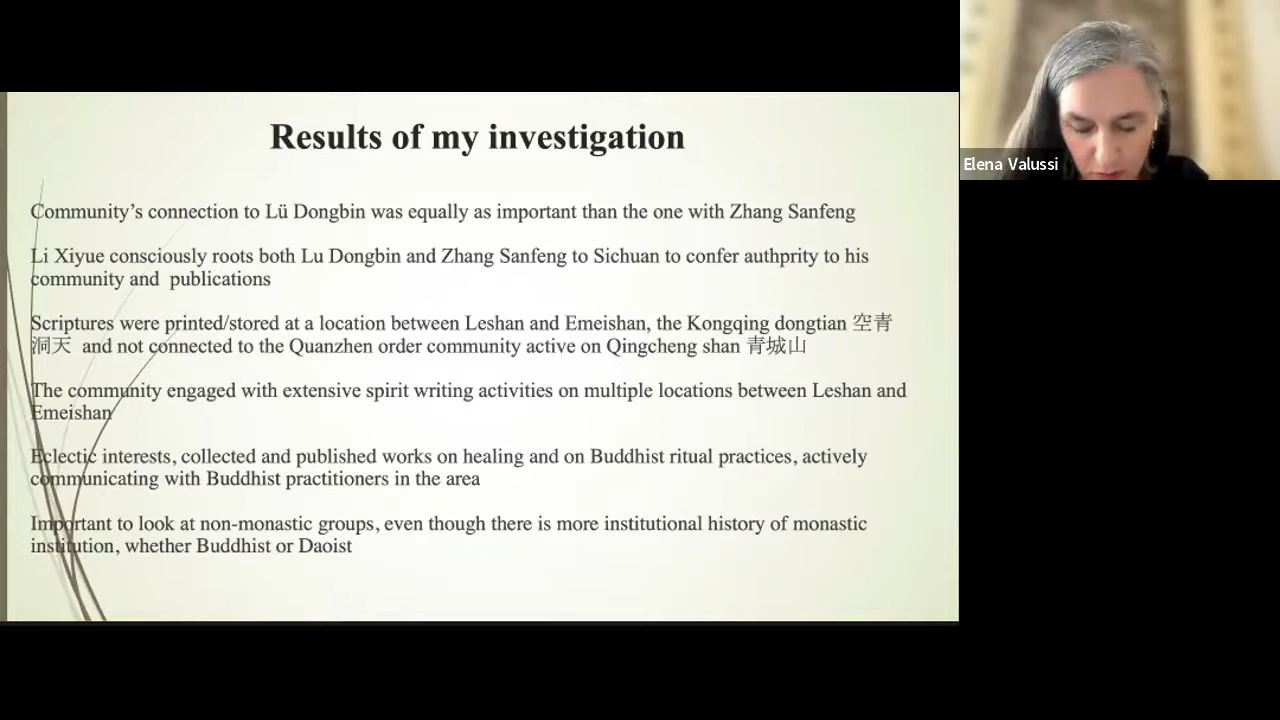 Results of my investigation
Community's connection to Lü Dongbin was equally as important than the one with Zhang Sanfeng
Li Xiyue consciously roots both Lu Dongbin and Zhang Sanfeng to Sichuan to confer authprity to his
community and publications
Scriptures were printed/stored at a location between Leshan and Emeishan, the Kongqing dongtian 空青
洞天 and not connected to the Quanzhen order community active on Qingcheng shan 青城山
The community engaged with extensive spirit writing activities on multiple locations between Leshan and
Emeishan
Eclectic interests, collected and published works on healing and on Buddhist ritual practices, actively
communicating with Buddhist practitioners in the area
Important to look at non-monastic groups, even though there is more institutional history of monastic
institution, whether Buddhist or Daoist
Elena Valussi